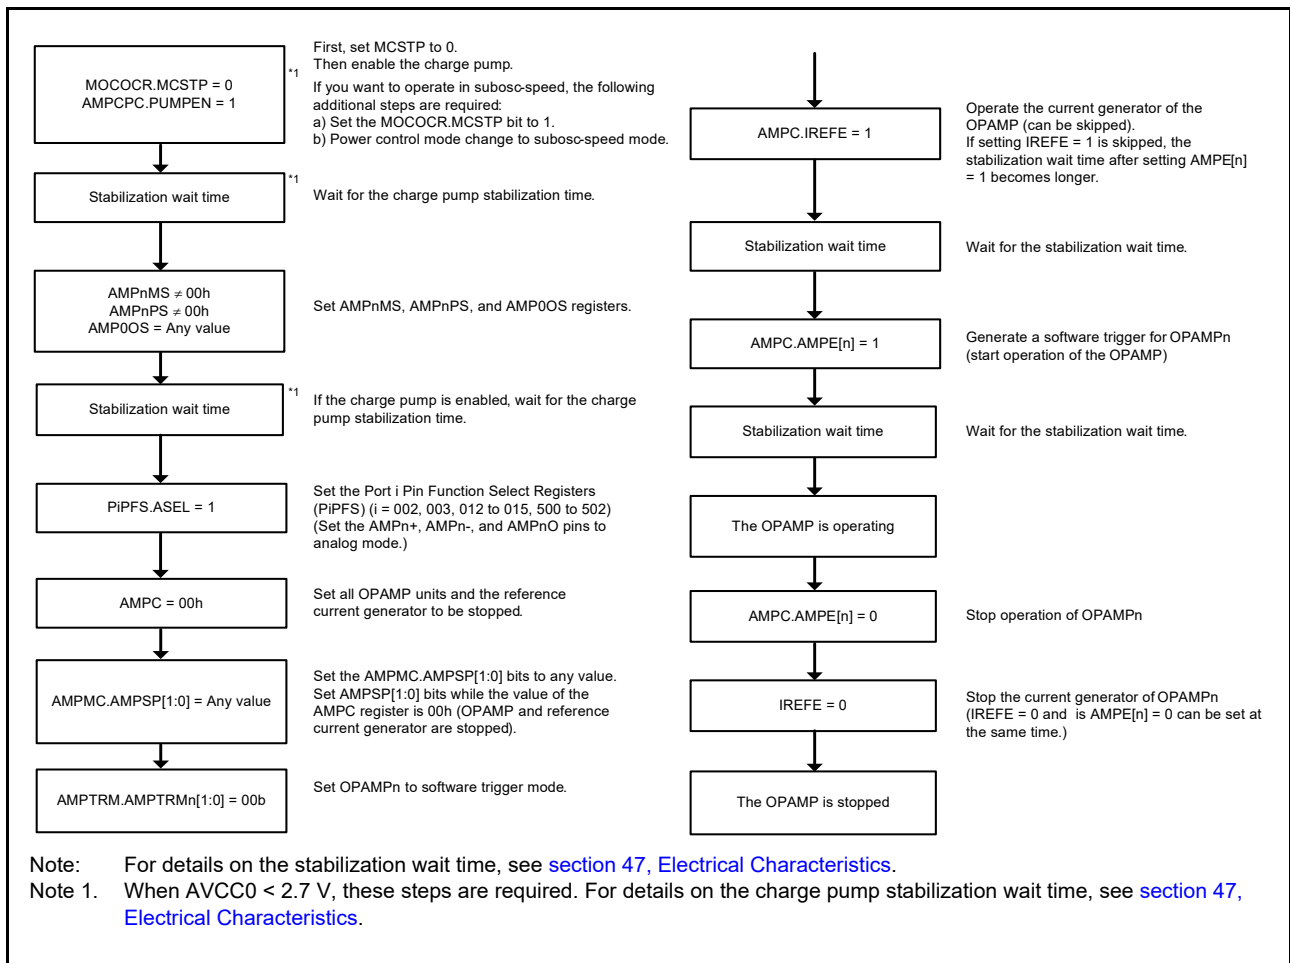 MOCOCR.MCSTP = 0
AMPCPC.PUMPEN = 1
*1
First, set MCSTP to 0.
Then enable the charge pump.
If you want to operate in subosc-speed, the following
additional steps are required:
a) Set the MOCOCR.MCSTP bit to 1.
b) Power control mode change to subosc-speed mode.
Stabilization wait time
*1
Wait for the charge pump stabilization time.
AMPnMS ≠ 00h
AMPnPS ≠ 00h
AMP0OS = Any value
Set AMPnMS, AMPnPS, and AMP0OS registers.
Stabilization wait time
*1
If the charge pump is enabled, wait for the charge
pump stabilization time.
PiPFS.ASEL = 1
Set the Port i Pin Function Select Registers
(PiPFS) (i = 002, 003, 012 to 015, 500 to 502)
(Set the AMPn+, AMPn-, and AMPnO pins to
analog mode.)
AMPC = 00h
Set all OPAMP units and the reference
current generator to be stopped.
AMPMC.AMPSP[1:0] = Any value
Set the AMPMC.AMPSP[1:0] bits to any value.
Set AMPSP[1:0] bits while the value of the
AMPC register is 00h (OPAMP and reference
current generator are stopped).
AMPTRM.AMPTRMn[1:0] = 00b
Set OPAMPn to software trigger mode.
AMPC.IREFE = 1
Operate the current generator of the
OPAMP (can be skipped).
If setting IREFE = 1 is skipped, the
stabilization wait time after setting AMPE[n]
= 1 becomes longer.
Stabilization wait time
Wait for the stabilization wait time.
AMPC.AMPE[n] = 1
Generate a software trigger for OPAMPn
(start operation of the OPAMP)
Stabilization wait time
Wait for the stabilization wait time.
The OPAMP is operating
AMPC.AMPE[n] = 0
Stop operation of OPAMPn
IREFE = 0
Stop the current generator of OPAMPn
(IREFE = 0 and is AMPE[n] = 0 can be set at
the same time.)
The OPAMP is stopped
Note: For details on the stabilization wait time, see section 47, Electrical Characteristics.
Note 1. When AVCC0 < 2.7 V, these steps are required. For details on the charge pump stabilization wait time, see section 47,
Electrical Characteristics.